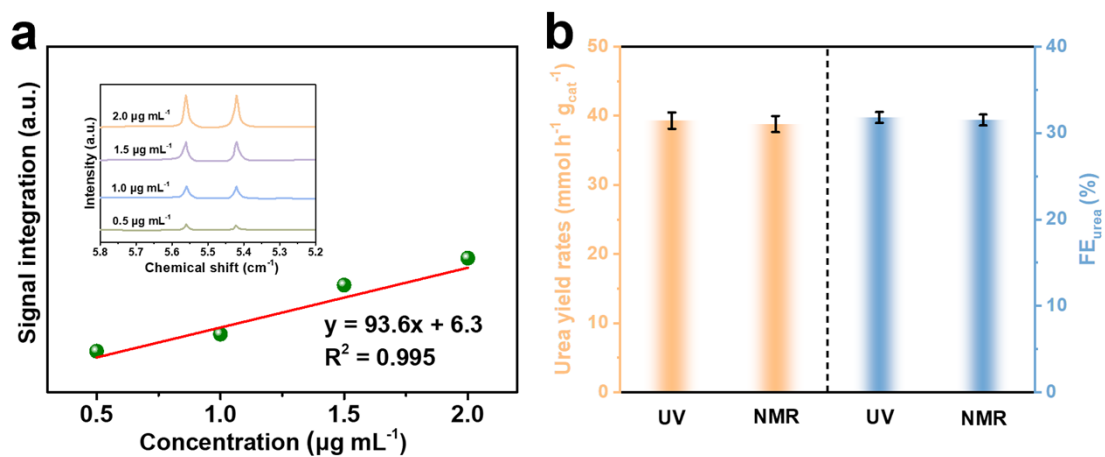 a
Signal integration (a.u.)
Intensity (a.u.)
2.0 μg mL⁻¹
1.5 μg mL⁻¹
1.0 μg mL⁻¹
0.5 μg mL⁻¹
5.8 5.7 5.6 5.5 5.4 5.3 5.2
Chemical shift (cm⁻¹)
y = 93.6x + 6.3
R² = 0.995
0.5 1.0 1.5 2.0
Concentration (μg mL⁻¹)
b
Urea yield rates (mmol h⁻¹ g_cat⁻¹)
50
40
30
20
10
0
UV NMR UV NMR
40
30
20
10
0
FE_urea (%)